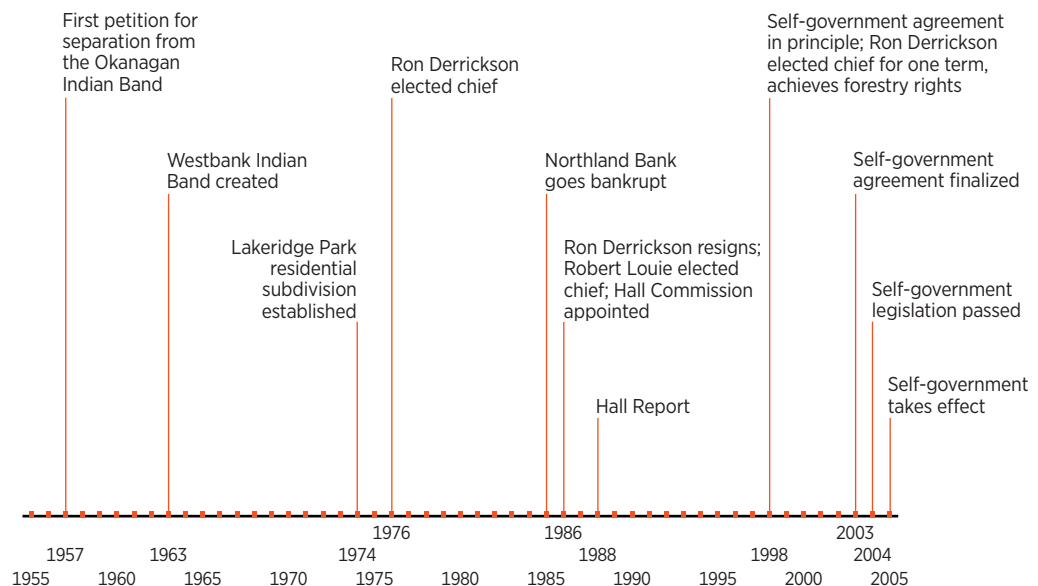 First petition for
separation from
the Okanagan
Indian Band
Westbank Indian
Band created
Lakeridge Park
residential
subdivision
established
Ron Derrickson
elected chief
Northland Bank
goes bankrupt
Ron Derrickson resigns;
Robert Louie elected
chief; Hall Commission
appointed
Hall Report
Self-government agreement
in principle; Ron Derrickson
elected chief for one term,
achieves forestry rights
Self-government
agreement finalized
Self-government
legislation passed
Self-government
takes effect
1976 1986 2003
1957 1963 1974 1988 1998 2004
1955 1960 1965 1970 1975 1980 1985 1990 1995 2000 2005